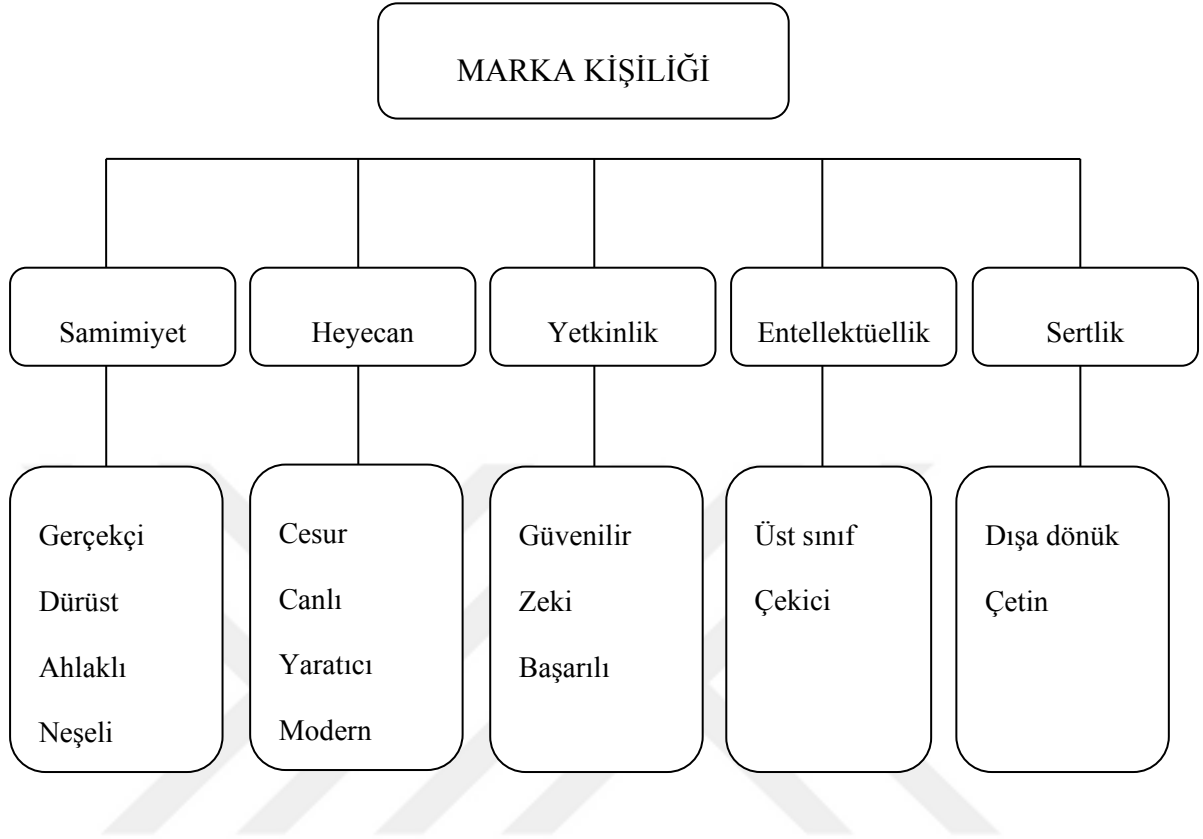 MARKA KİŞİLİĞİ
Samimiyet
Heyecan
Yetkinlik
Entellektüellik
Sertlik
Gerçekçi
Dürüst
Ahlaklı
Neşeli
Cesur
Canlı
Yaratıcı
Modern
Güvenilir
Zeki
Başarılı
Üst sınıf
Çekici
Dışa dönük
Çetin